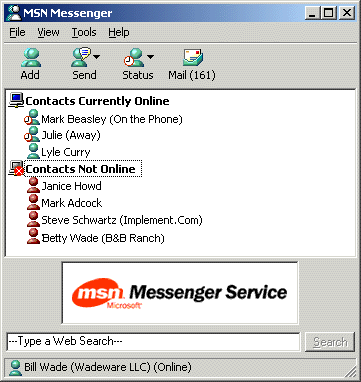 MSN Messenger
File View Tools Help
Add Send Status Mail (161)
Contacts Currently Online
Mark Beasley (On the Phone)
Julie (Away)
Lyle Curry
Contacts Not Online
Janice Howd
Mark Adcock
Steve Schwartz (Implement.Com)
Betty Wade (B&B Ranch)
msn Messenger Service
Microsoft
---Type a Web Search--- Search
Bill Wade (Wadeware LLC) (Online)